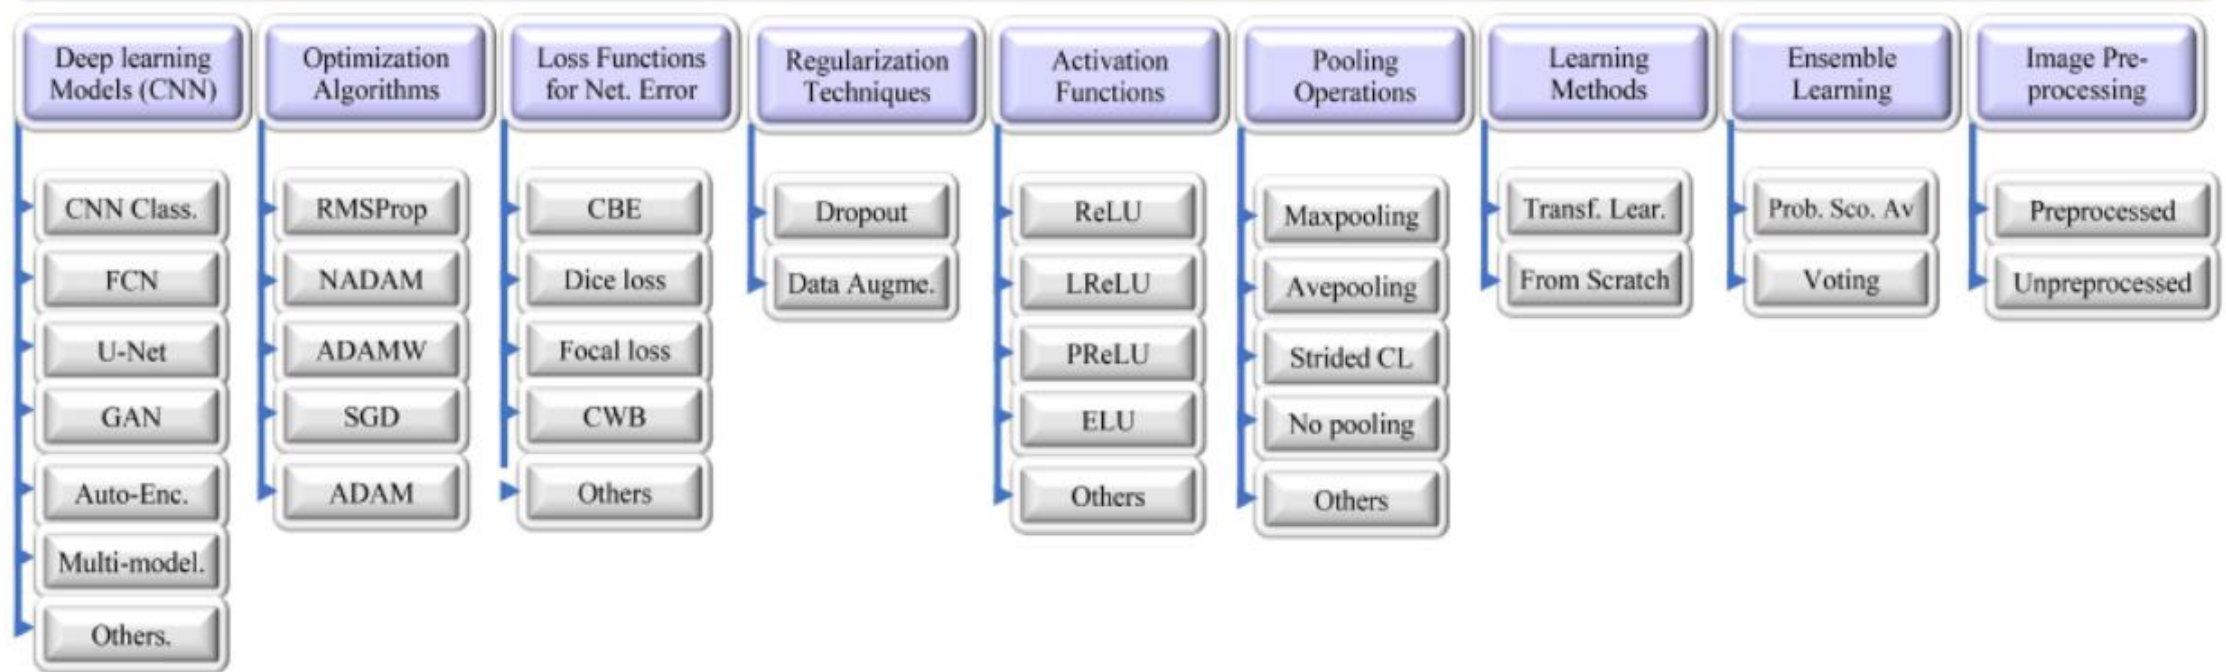 Deep learning
Models (CNN)
CNN Class.
FCN
U-Net
GAN
Auto-Enc.
Multi-model.
Others.
Optimization
Algorithms
RMSProp
NADAM
ADAMW
SGD
ADAM
Loss Functions
for Net. Error
CBE
Dice loss
Focal loss
CWB
Others
Regularization
Techniques
Dropout
Data Augme.
Activation
Functions
ReLU
LReLU
PReLU
ELU
Others
Pooling
Operations
Maxpooling
Avepooling
Strided CL
No pooling
Others
Learning
Methods
Transf. Lear.
From Scratch
Ensemble
Learning
Prob. Sco. Av
Voting
Image Pre-
processing
Preprocessed
Unpreprocessed